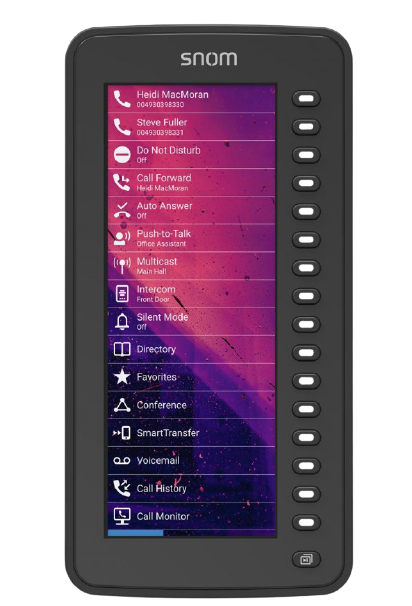 snom
Heidi MacMoran
004930398330
Steve Fuller
004930398331
Do Not Disturb
Off
Call Forward
Heidi MacMoran
Auto Answer
Off
Push-to-Talk
Office Assistant
Multicast
Main Hall
Intercom
Front Door
Silent Mode
Off
Directory
Favorites
Conference
SmartTransfer
Voicemail
Call History
Call Monitor